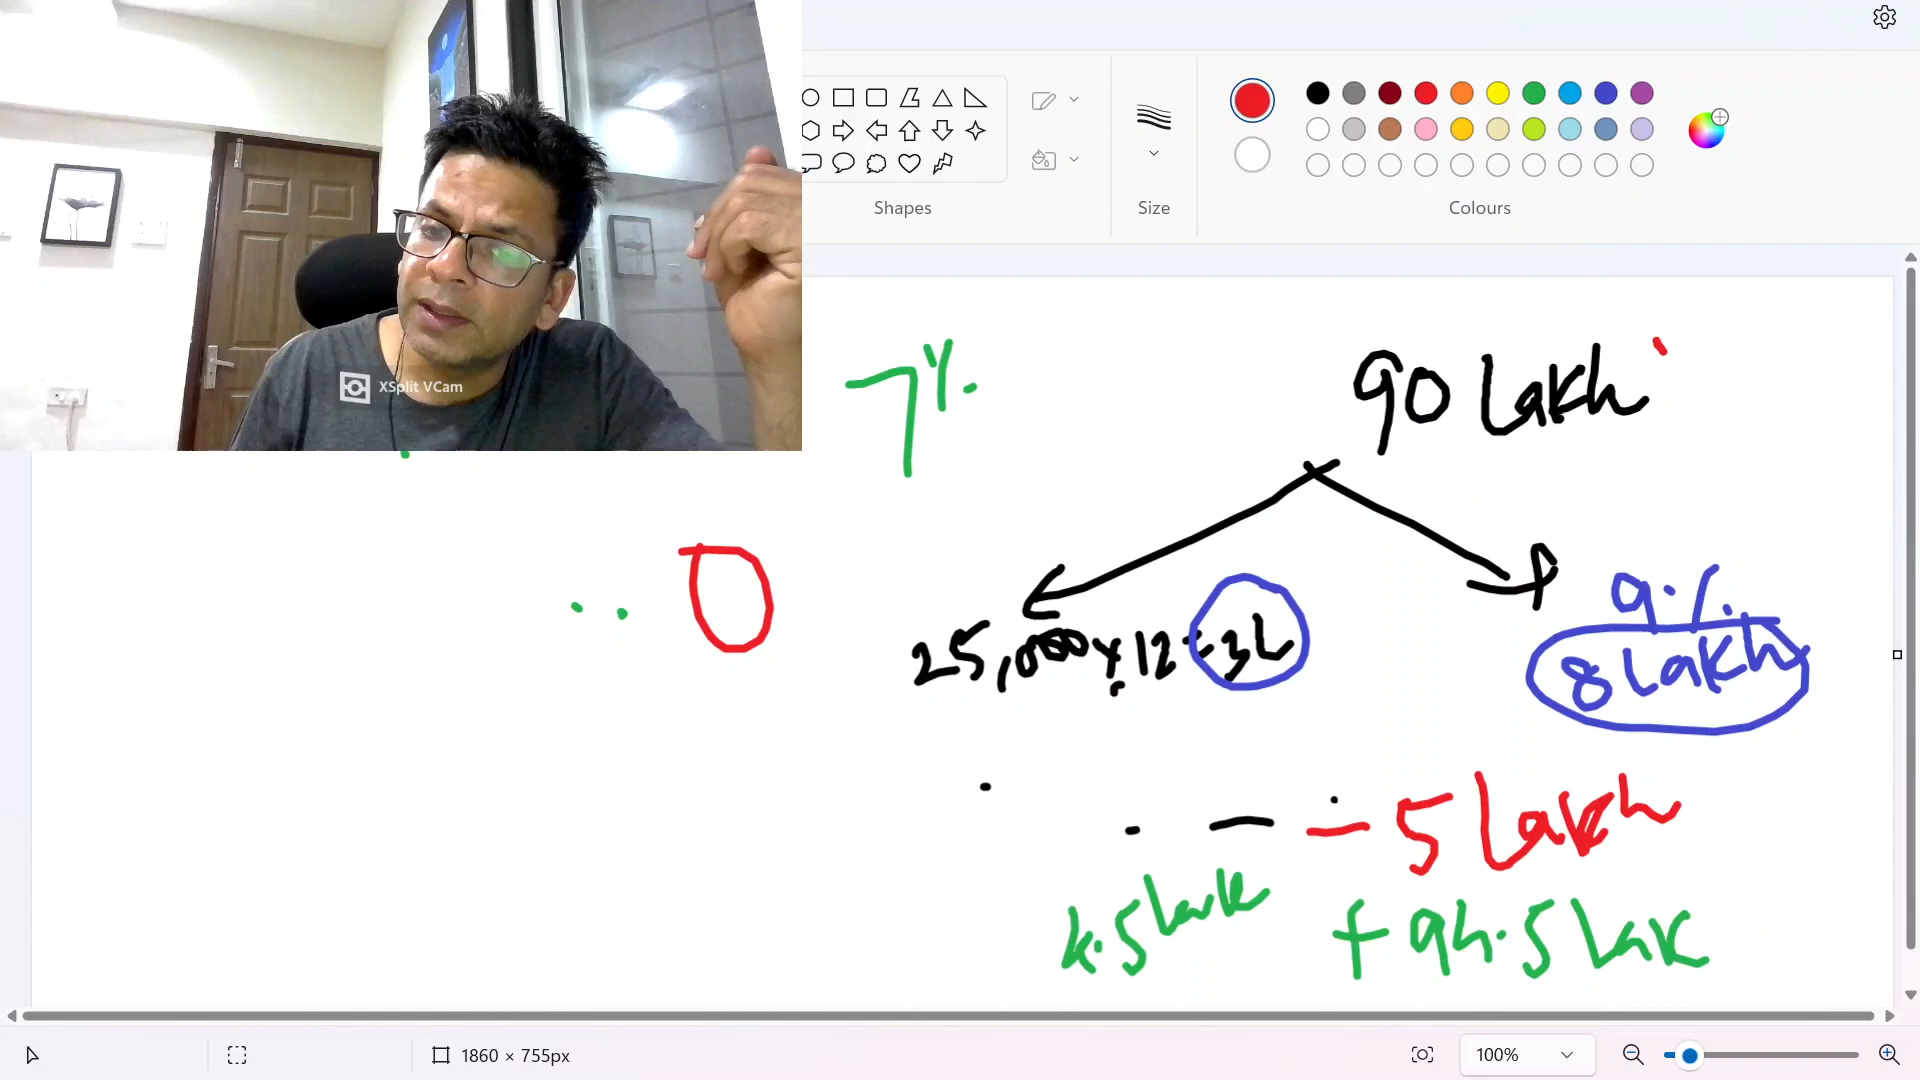 XSplit VCam
Shapes
Size
Colours
7%.
90 Lakh
25,000 x 12 = 3L
9%.
8 Lakh
- - 5 Lakh
4.5 Lakh
+ 94.5 Lak
1860 × 755px
100%